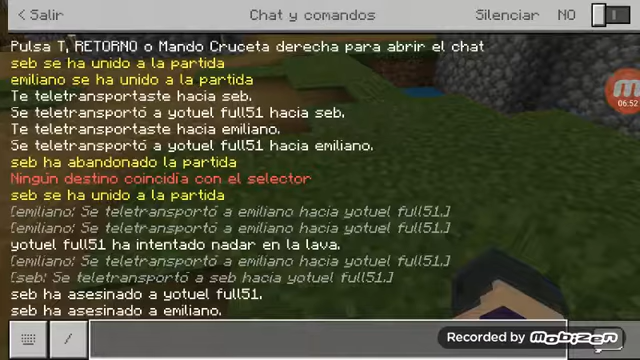 < Salir
Chat y comandos
Silenciar NO
Pulsa T, RETORNO o Mando Cruceta derecha para abrir el chat
seb se ha unido a la partida
emiliano se ha unido a la partida
Te teletransportaste hacia seb.
Se teletransportó a yotuel full51 hacia seb.
Te teletransportaste hacia emiliano.
Se teletransportó a yotuel full51 hacia emiliano.
seb ha abandonado la partida
Ningún destino coincidía con el selector
seb se ha unido a la partida
[emiliano: Se teletransportó a emiliano hacia yotuel full51.]
[emiliano: Se teletransportó a emiliano hacia yotuel full51.]
yotuel full51 ha intentado nadar en la lava.
[emiliano: Se teletransportó a emiliano hacia yotuel full51.]
[seb: Se teletransportó a seb hacia yotuel full51.]
seb ha asesinado a yotuel full51.
seb ha asesinado a emiliano.
06:52
/
Recorded by Mobizen